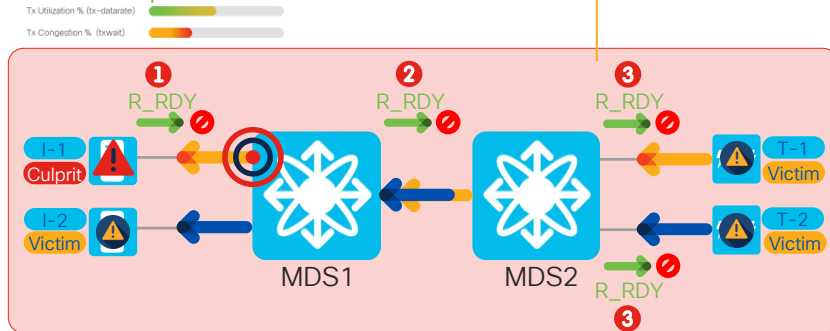 Tx Utilization % (tx-datarate)
Tx Congestion % (txwait)
1
2
3
R_RDY
R_RDY
R_RDY
I-1
Culprit
T-1
Victim
I-2
Victim
T-2
Victim
MDS1
MDS2
R_RDY
3